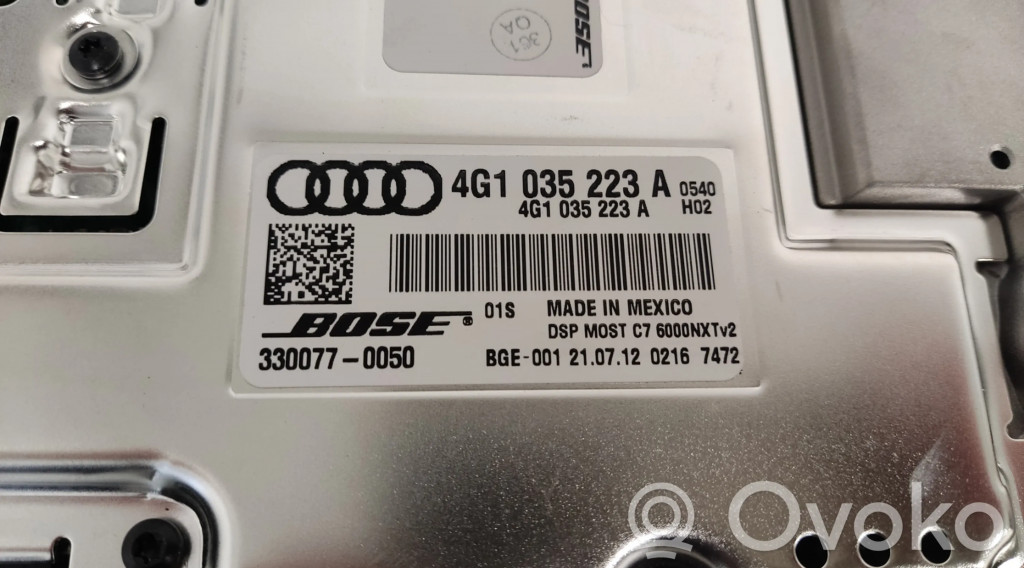 361
QA
BOSE
4G1 035 223 A 0540
4G1 035 223 A H02
BOSE® 01S MADE IN MEXICO
DSP MOST C7 6000NXTv2
330077-0050 BGE-001 21.07.12 0216 7472
Ovoko